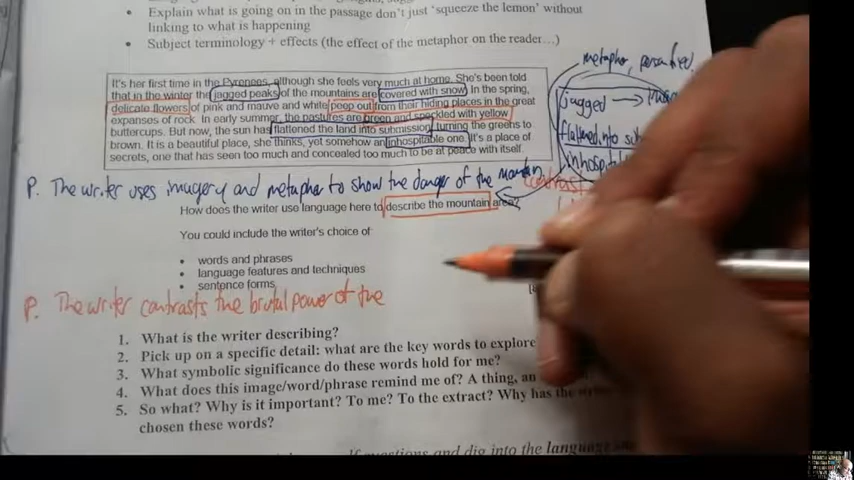 Explain what is going on in the passage don't just 'squeeze the lemon' without
linking to what is happening
Subject terminology + effects (the effect of the metaphor on the reader…)
metaphor, personified.
It's her first time in the Pyrenees, although she feels very much at home. She's been told
that in the winter the jagged peaks of the mountains are covered with snow. In the spring,
delicate flowers of pink and mauve and white peep out from their hiding places in the great
expanses of rock. In early summer, the pastures are green and speckled with yellow
buttercups. But now, the sun has flattened the land into submission, turning the greens to
brown. It is a beautiful place, she thinks, yet somehow an inhospitable one. It's a place of
secrets, one that has seen too much and concealed too much to be at peace with itself.
jagged →
flattened into sub
inhospital
P. The writer uses imagery and metaphor to show the danger of the mountain.
contrast
How does the writer use language here to describe the mountain area?
You could include the writer's choice of
words and phrases
language features and techniques
sentence forms
P. The writer contrasts the brutal power of the
1. What is the writer describing?
2. Pick up on a specific detail: what are the key words to explore
3. What symbolic significance do these words hold for me?
4. What does this image/word/phrase remind me of? A thing, an
5. So what? Why is it important? To me? To the extract? Why has the
chosen these words?
questions and dig into the language